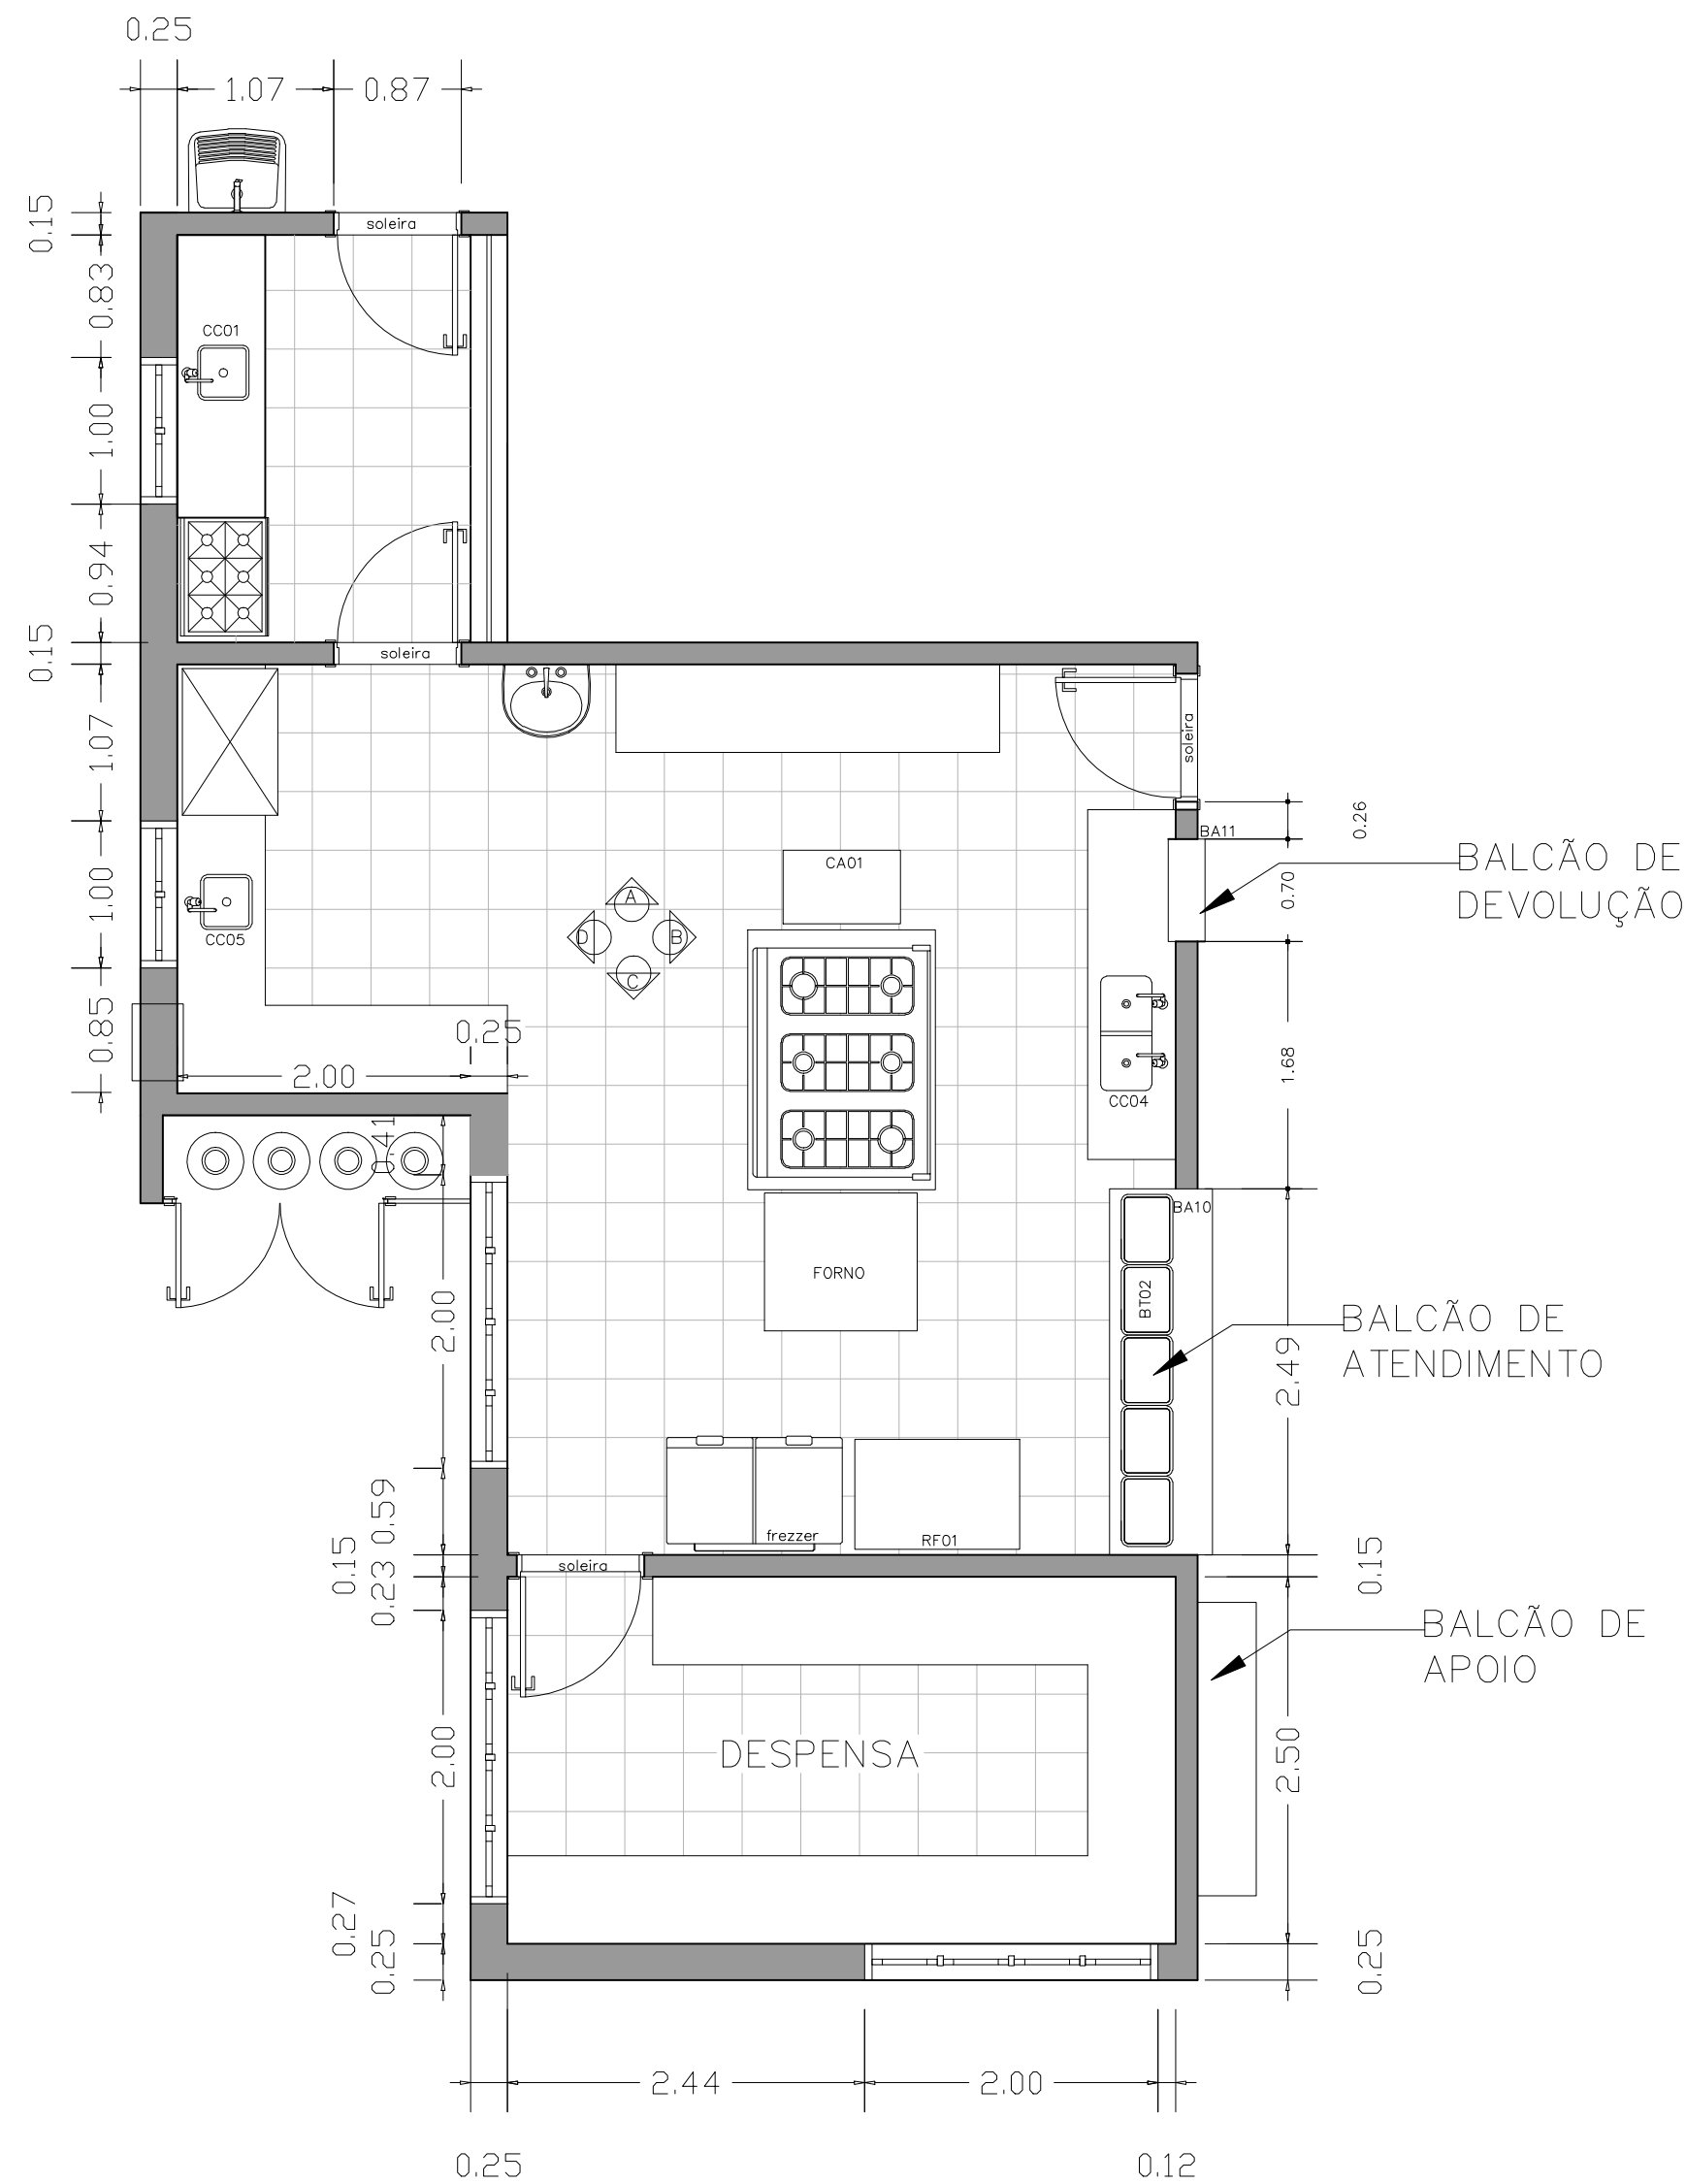 0.25
1.07
0.87
0.15
soleira
0.83
CC01
1.00
0.94
0.15
soleira
1.07
soleira
0.26
BA11
BALCÃO DE
DEVOLUÇÃO
CA01
0.70
1.00
A
D
B
C
CC05
0.85
0.25
2.00
1.68
CC04
0.41
BA10
FORNO
BT02
2.00
BALCÃO DE
ATENDIMENTO
2.49
0.59
frezzer
RF01
0.15
soleira
0.23
0.15
BALCÃO DE
APOIO
2.00
DESPENSA
2.50
0.27
0.25
0.25
2.44
2.00
0.25
0.12